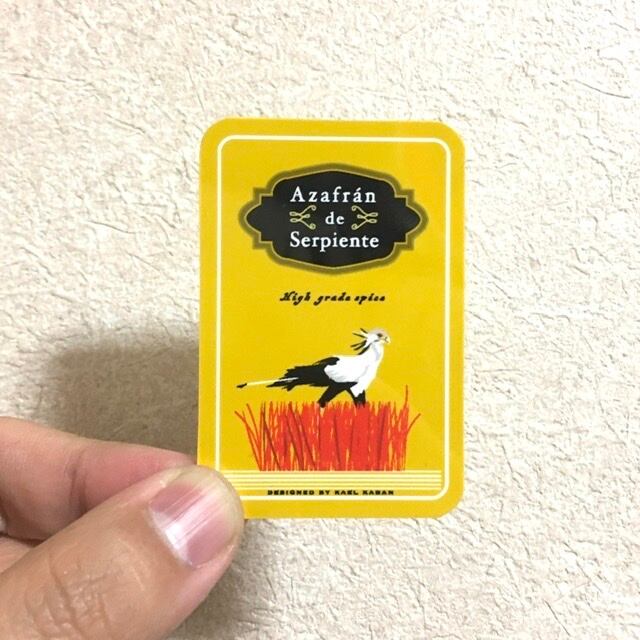 Azafrán
de
Serpiente
High grade spice
DESIGNED BY KAEL KABAN